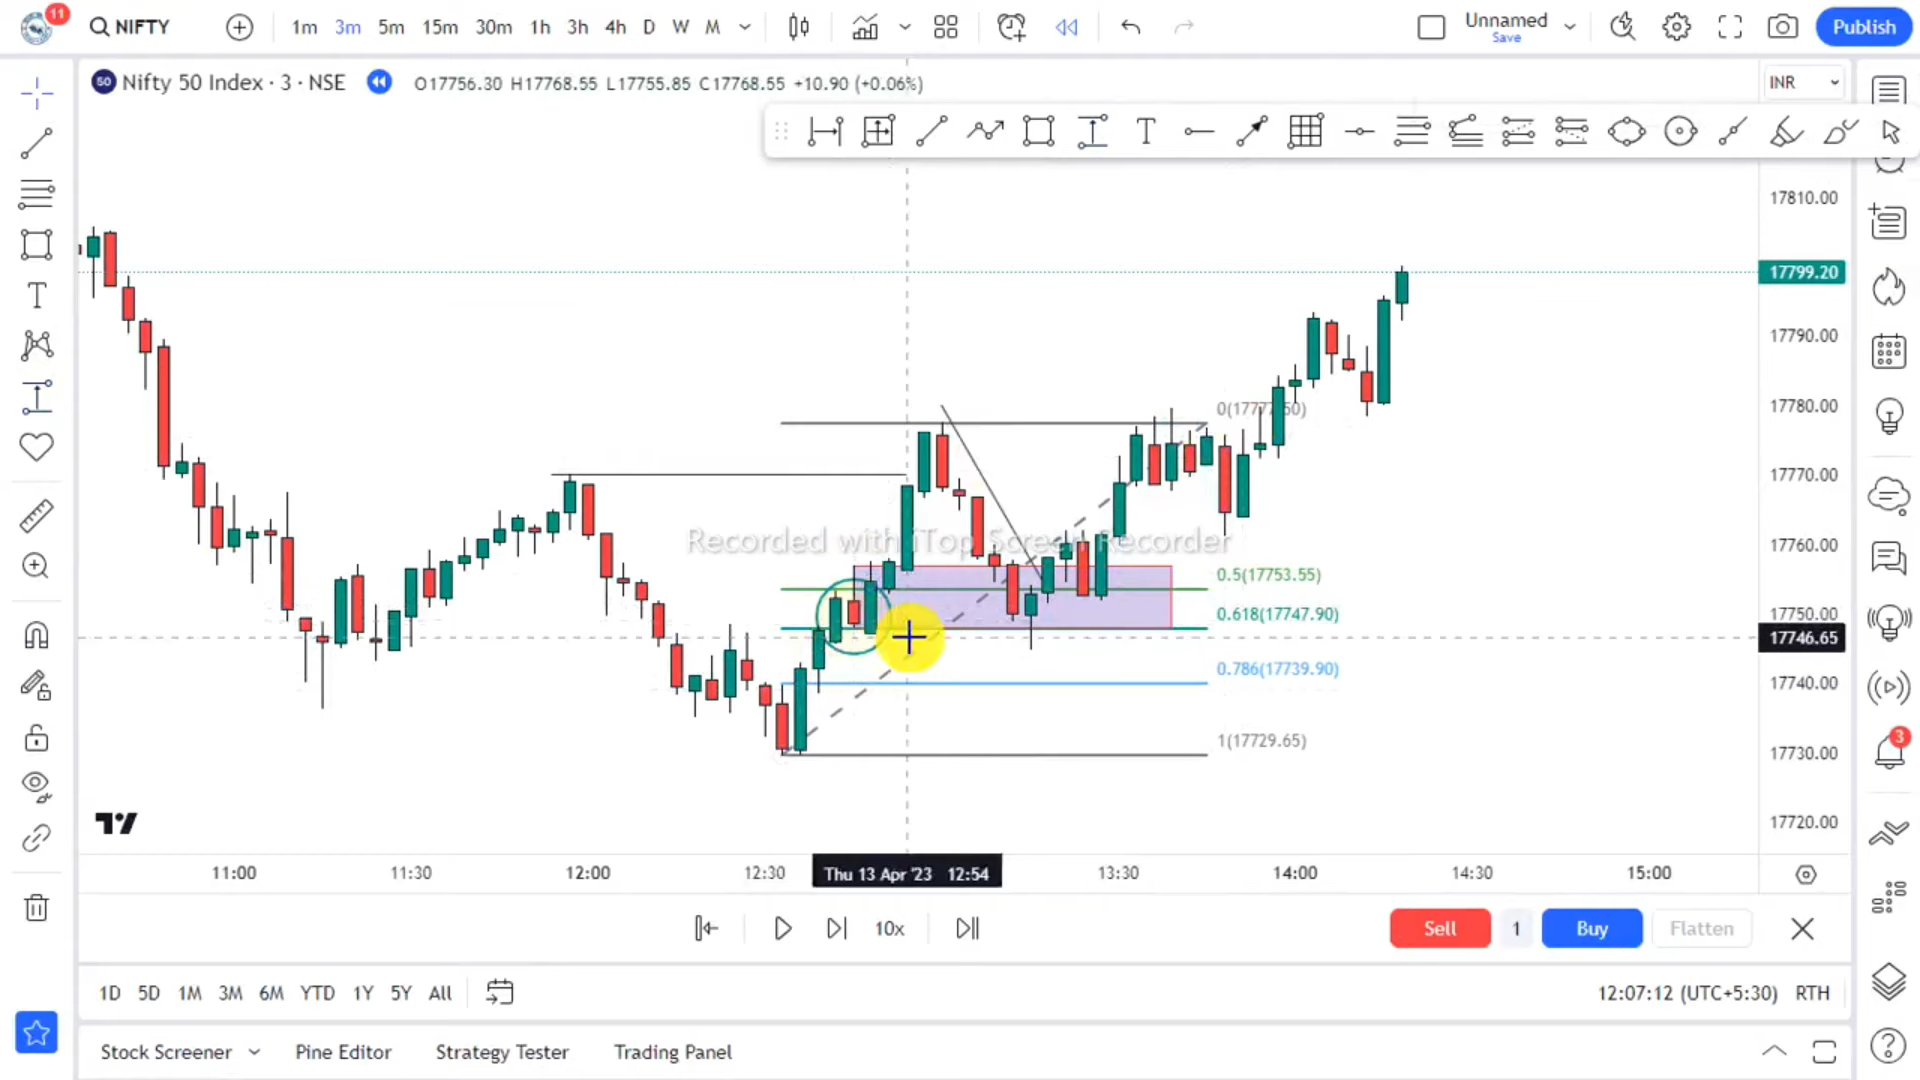 11
NIFTY
1m 3m 5m 15m 30m 1h 3h 4h D W M
Unnamed
Save
Publish
50 Nifty 50 Index · 3 · NSE O17756.30 H17768.55 L17755.85 C17768.55 +10.90 (+0.06%)
INR
T
17810.00
17799.20
17790.00
17780.00
17770.00
17760.00
17750.00
17746.65
17740.00
17730.00
17720.00
0(17777.50)
Recorded with iTop Screen Recorder
0.5(17753.55)
0.618(17747.90)
0.786(17739.90)
1(17729.65)
3
11:00 11:30 12:00 12:30 Thu 13 Apr '23 12:54 13:30 14:00 14:30 15:00
10x
Sell 1 Buy Flatten
1D 5D 1M 3M 6M YTD 1Y 5Y All
12:07:12 (UTC+5:30) RTH
Stock Screener Pine Editor Strategy Tester Trading Panel